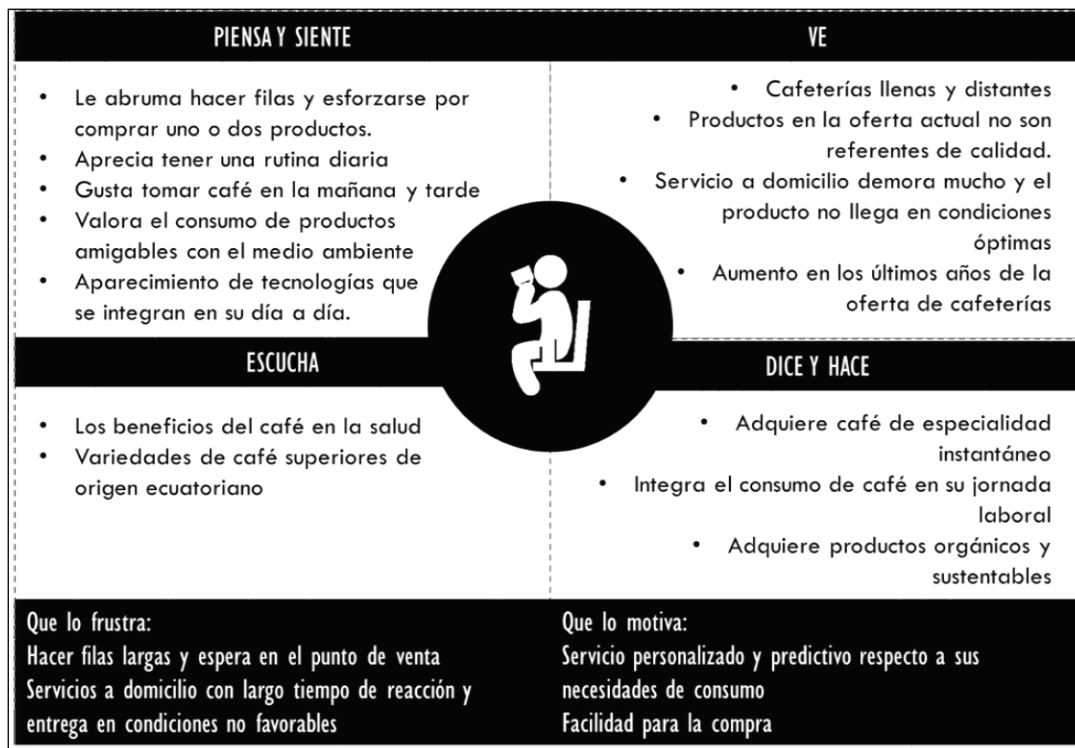 PIENSA Y SIENTE
• Le abruma hacer filas y esforzarse por
comprar uno o dos productos.
• Aprecia tener una rutina diaria
• Gusta tomar café en la mañana y tarde
• Valora el consumo de productos
amigables con el medio ambiente
• Aparecimiento de tecnologías que
se integran en su día a día.
VE
• Cafeterías llenas y distantes
• Productos en la oferta actual no son
referentes de calidad.
• Servicio a domicilio demora mucho y el
producto no llega en condiciones
óptimas
• Aumento en los últimos años de la
oferta de cafeterías
ESCUCHA
• Los beneficios del café en la salud
• Variedades de café superiores de
origen ecuatoriano
DICE Y HACE
• Adquiere café de especialidad
instantáneo
• Integra el consumo de café en su jornada
laboral
• Adquiere productos orgánicos y
sustentables
Que lo frustra:
Hacer filas largas y espera en el punto de venta
Servicios a domicilio con largo tiempo de reacción y
entrega en condiciones no favorables
Que lo motiva:
Servicio personalizado y predictivo respecto a sus
necesidades de consumo
Facilidad para la compra